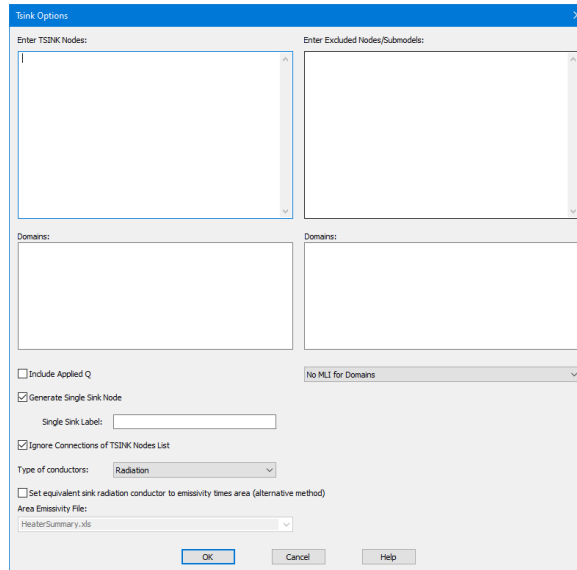 Tsink Options
Enter TSINK Nodes:
Enter Excluded Nodes/Submodels:
Domains:
Domains:
Include Applied Q
No MLI for Domains
Generate Single Sink Node
Single Sink Label:
Ignore Connections of TSINK Nodes List
Type of conductors:
Radiation
Set equivalent sink radiation conductor to emissivity times area (alternative method)
Area Emissivity File:
HeaterSummary.xls
OK
Cancel
Help